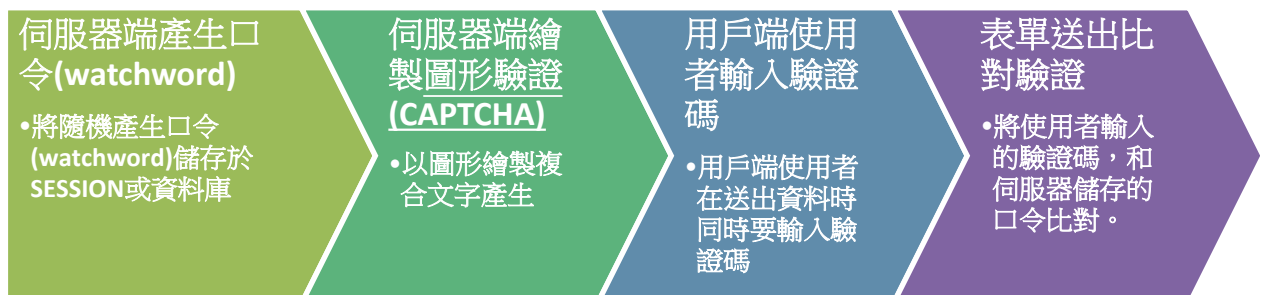 伺服器端產生口
令(watchword)
•將隨機產生口令
(watchword)儲存於
SESSION或資料庫
伺服器端繪
製圖形驗證
(CAPTCHA)
•以圖形繪製複
合文字產生
用戶端使用
者輸入驗證
碼
•用戶端使用者
在送出資料時
同時要輸入驗
證碼
表單送出比
對驗證
•將使用者輸入
的驗證碼，和
伺服器儲存的
口令比對。